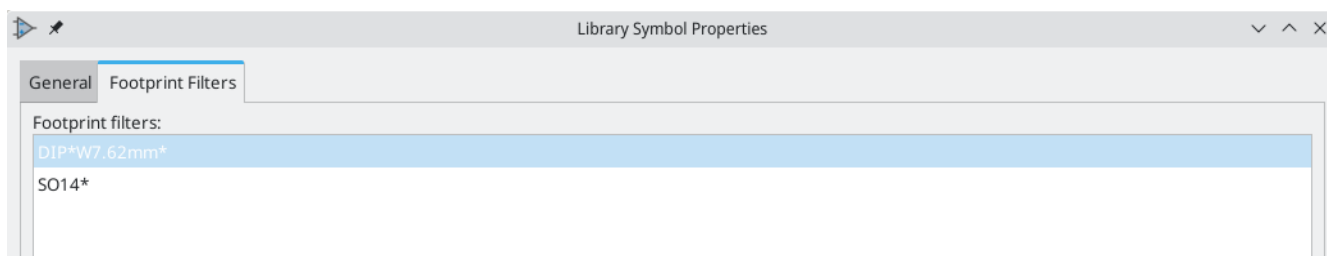 Library Symbol Properties
General Footprint Filters
Footprint filters:
DIP*W7.62mm*
SO14*